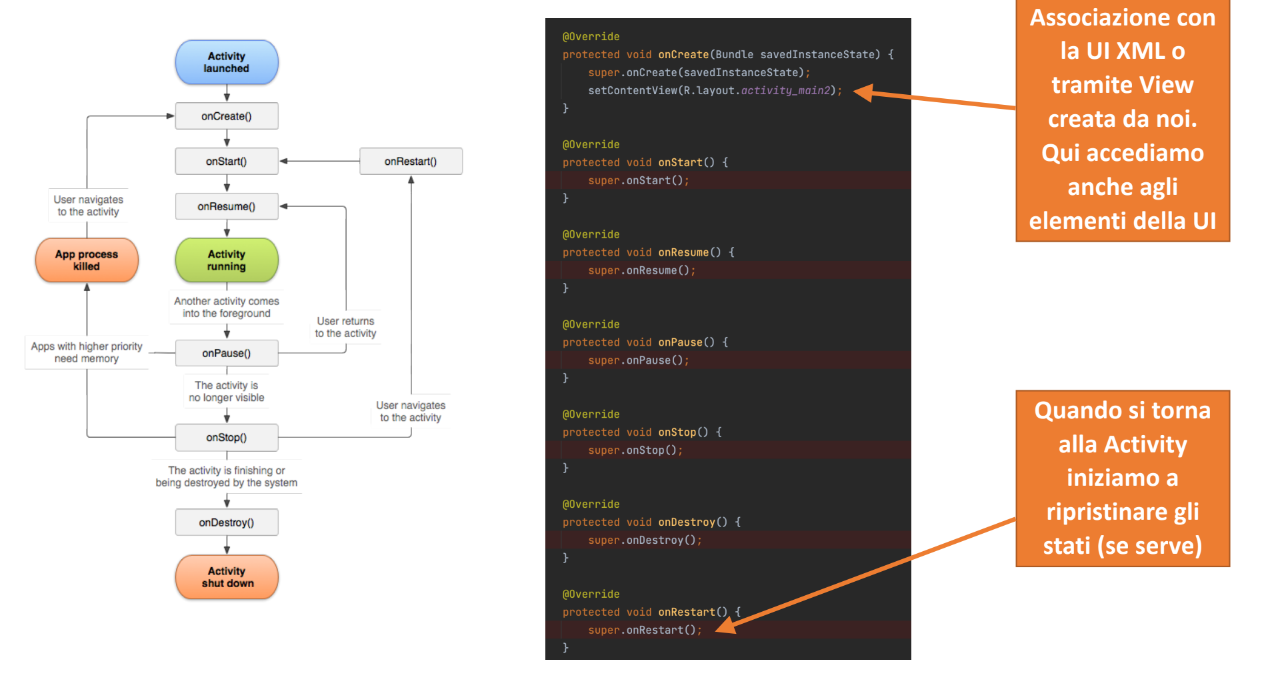 Activity
launched
onCreate()
onStart()
onRestart()
User navigates
to the activity
onResume()
App process
killed
Activity
running
Another activity comes
into the foreground
User returns
to the activity
Apps with higher priority
need memory
onPause()
The activity is
no longer visible
User navigates
to the activity
onStop()
The activity is finishing or
being destroyed by the system
onDestroy()
Activity
shut down
@Override
protected void onCreate(Bundle savedInstanceState) {
super.onCreate(savedInstanceState);
setContentView(R.layout.activity_main2);
}
@Override
protected void onStart() {
super.onStart();
}
@Override
protected void onResume() {
super.onResume();
}
@Override
protected void onPause() {
super.onPause();
}
@Override
protected void onStop() {
super.onStop();
}
@Override
protected void onDestroy() {
super.onDestroy();
}
@Override
protected void onRestart() {
super.onRestart();
}
Associazione con
la UI XML o
tramite View
creata da noi.
Qui accediamo
anche agli
elementi della UI
Quando si torna
alla Activity
iniziamo a
ripristinare gli
stati (se serve)